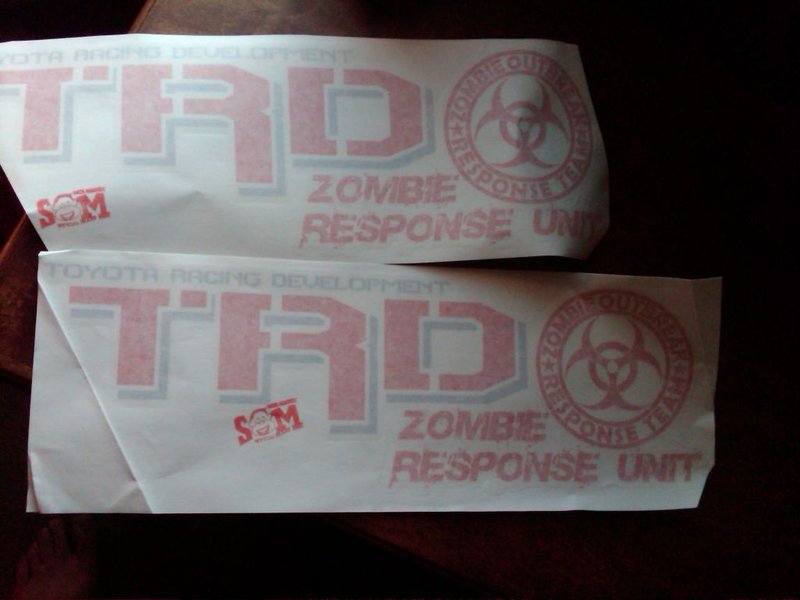 YOTA RACING DEVELOPMENT
TRD
ZOMBIE OUTBREAK
RESPONSE TEAM
SOM
ZOMBIE
RESPONSE UNIT
TOYOTA RACING DEVELOPMENT
TRD
ZOMBIE OUTBREAK
RESPONSE TEAM
SOM
ZOMBIE
RESPONSE UNIT